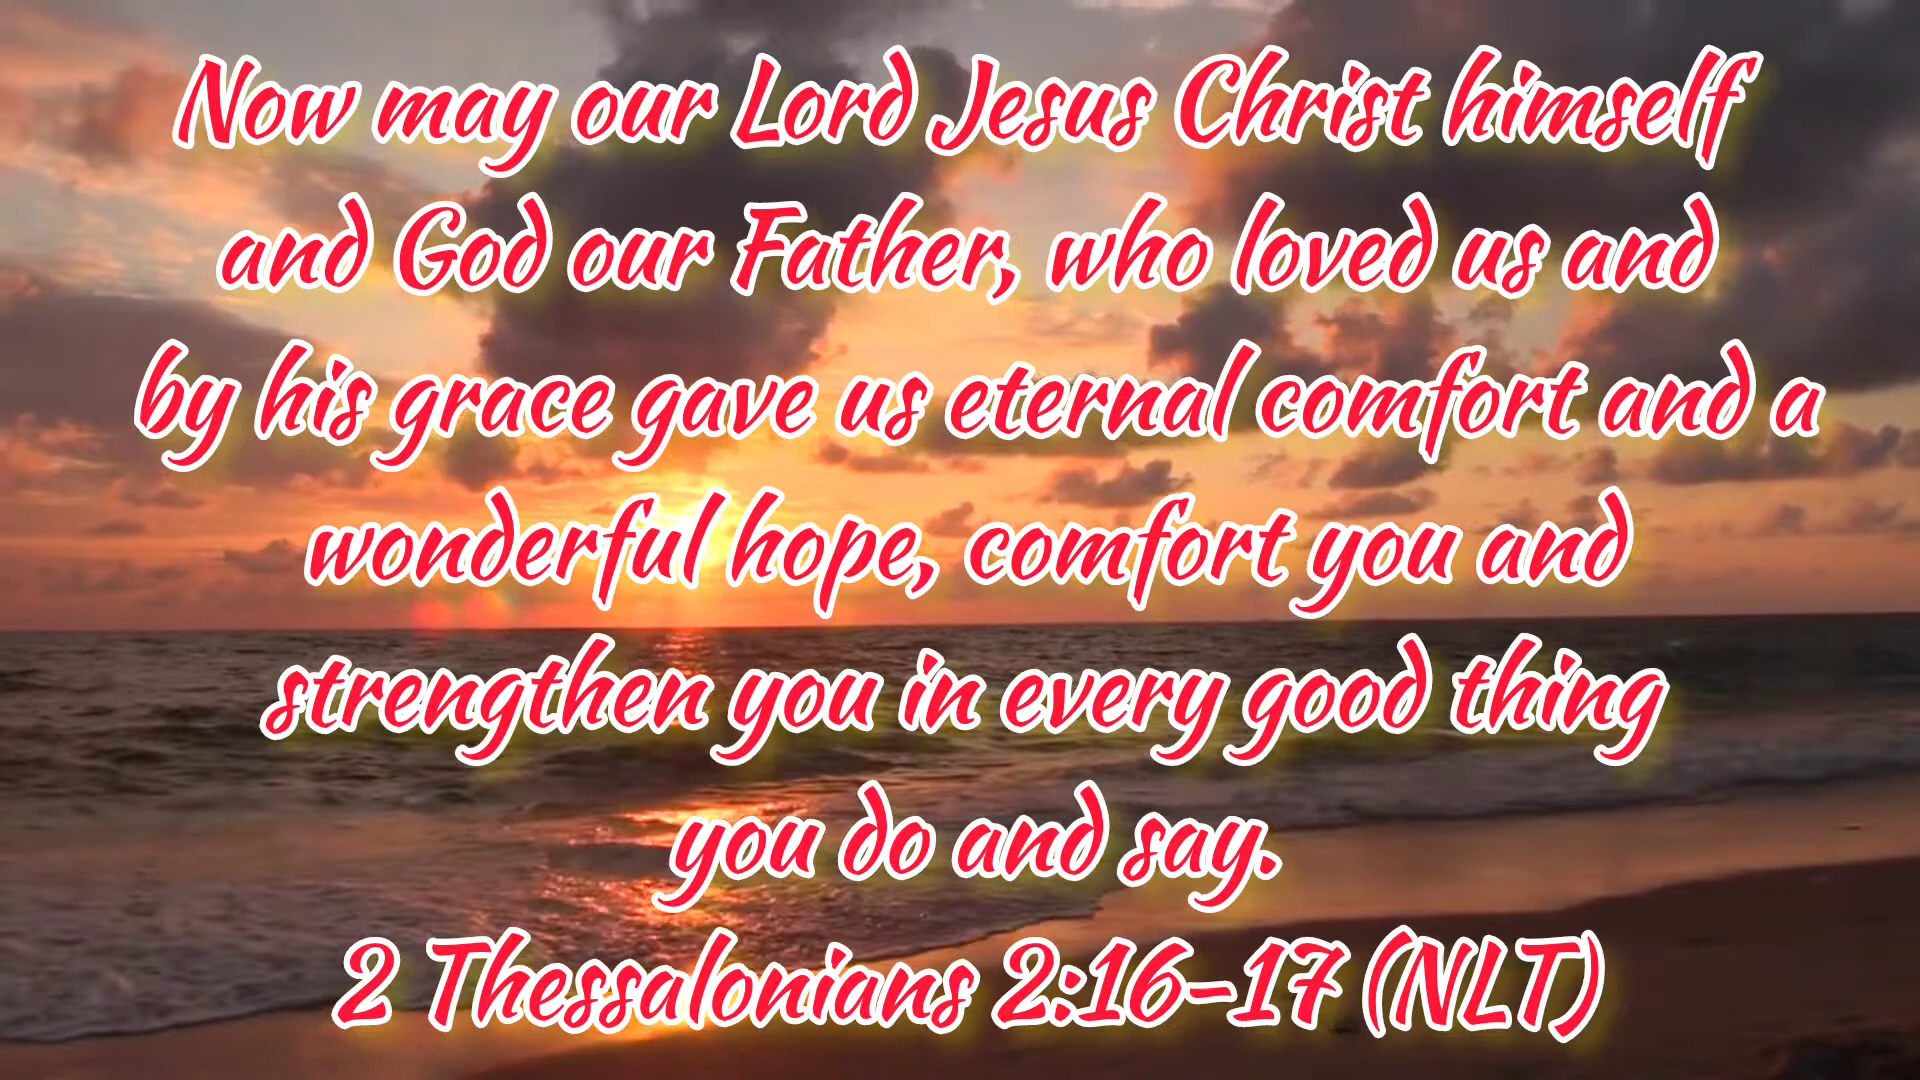 Now may our Lord Jesus Christ himself
and God our Father, who loved us and
by his grace gave us eternal comfort and a
wonderful hope, comfort you and
strengthen you in every good thing
you do and say.
2 Thessalonians 2:16-17 (NLT)